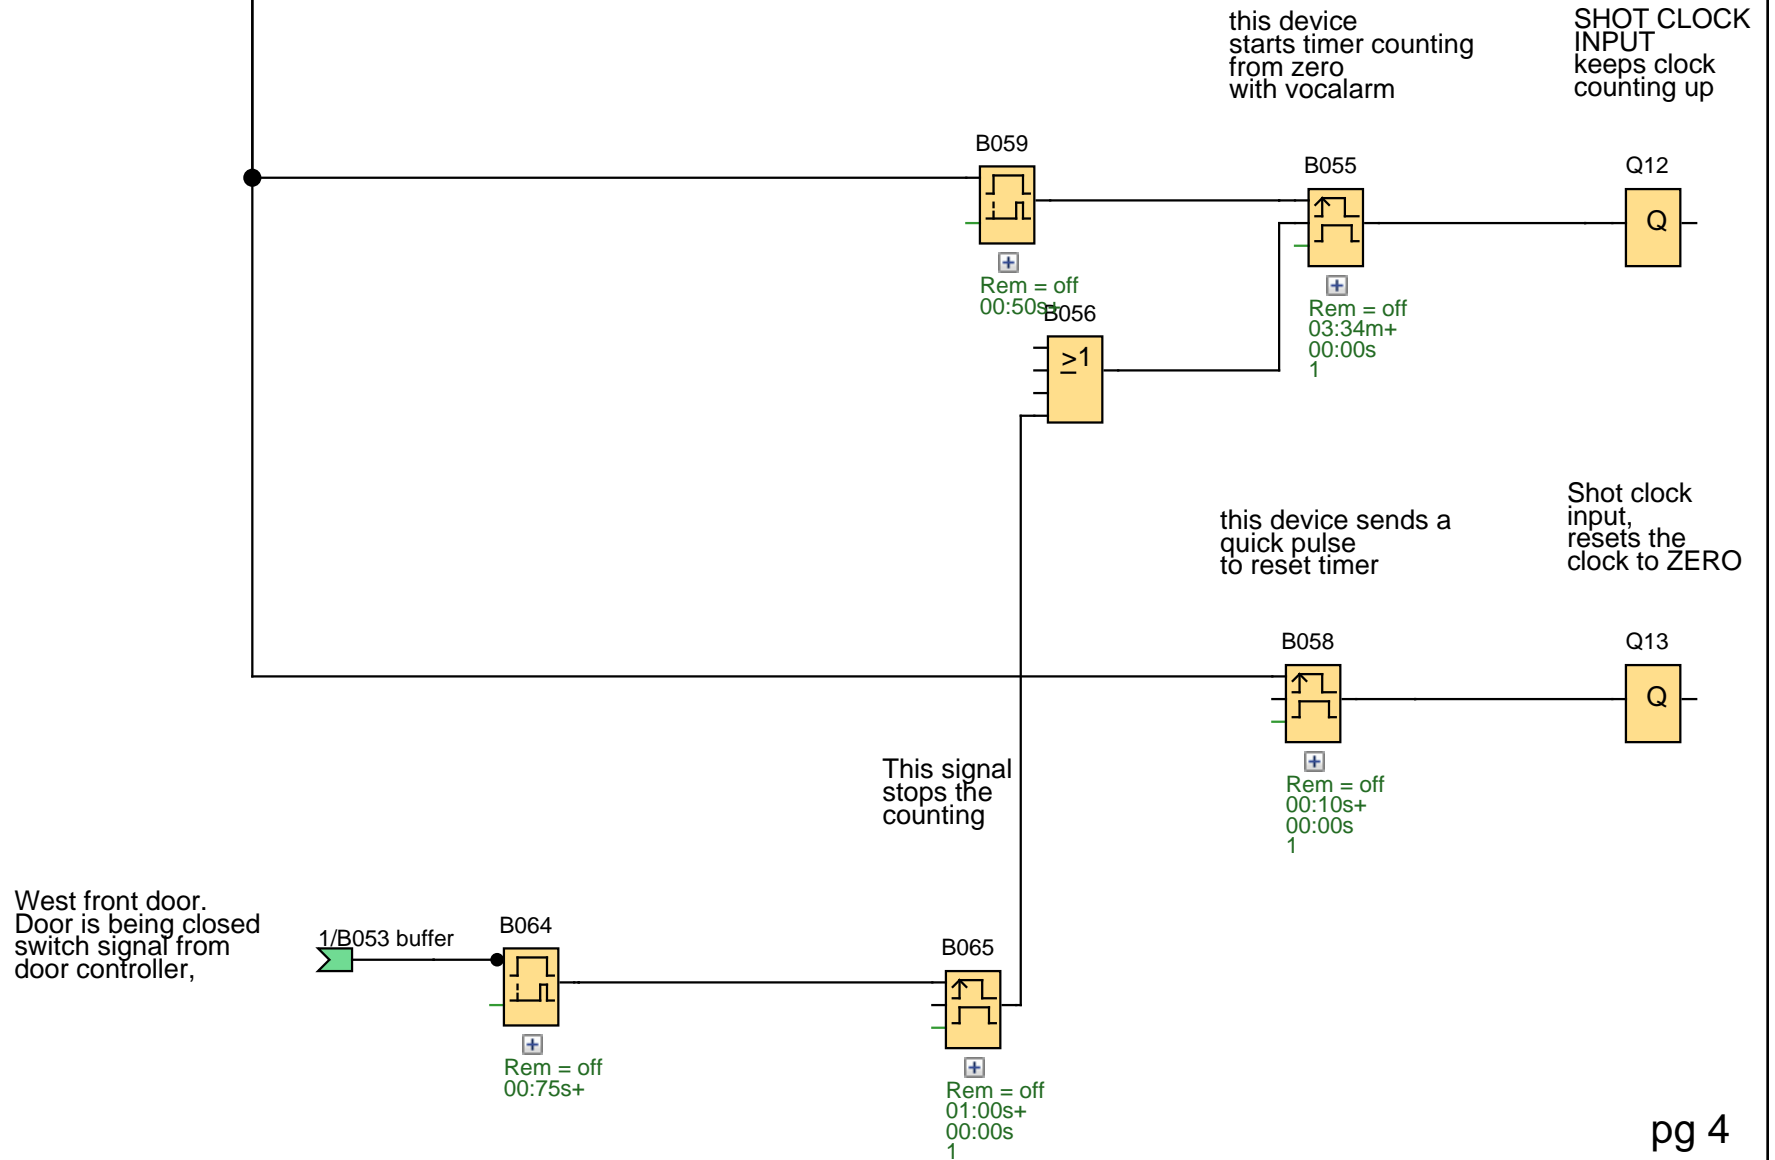 this device
starts timer counting
from zero
with vocalarm
SHOT CLOCK
INPUT
keeps clock
counting up
B059
B055
Q12
Q
Rem = off
00:50s+
B056
≥1
Rem = off
03:34m+
00:00s
1
this device sends a
quick pulse
to reset timer
Shot clock
input,
resets the
clock to ZERO
B058
Q13
Q
Rem = off
00:10s+
00:00s
1
This signal
stops the
counting
West front door.
Door is being closed
switch signal from
door controller,
1/B053 buffer
B064
Rem = off
00:75s+
B065
Rem = off
01:00s+
00:00s
1
pg 4